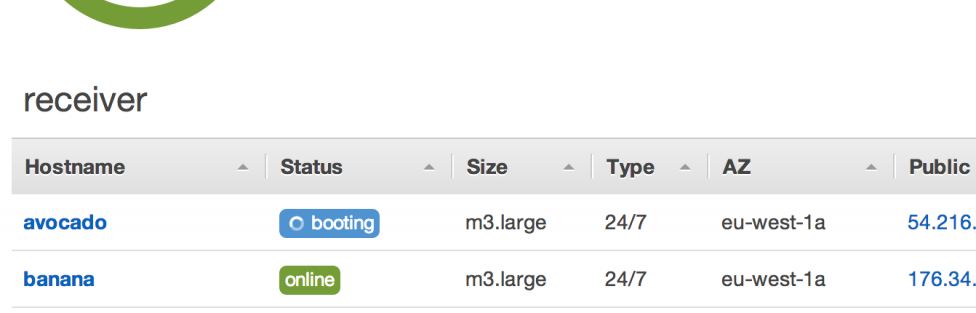 receiver
Hostname Status Size Type AZ Public
avocado booting m3.large 24/7 eu-west-1a 54.216.
banana online m3.large 24/7 eu-west-1a 176.34.